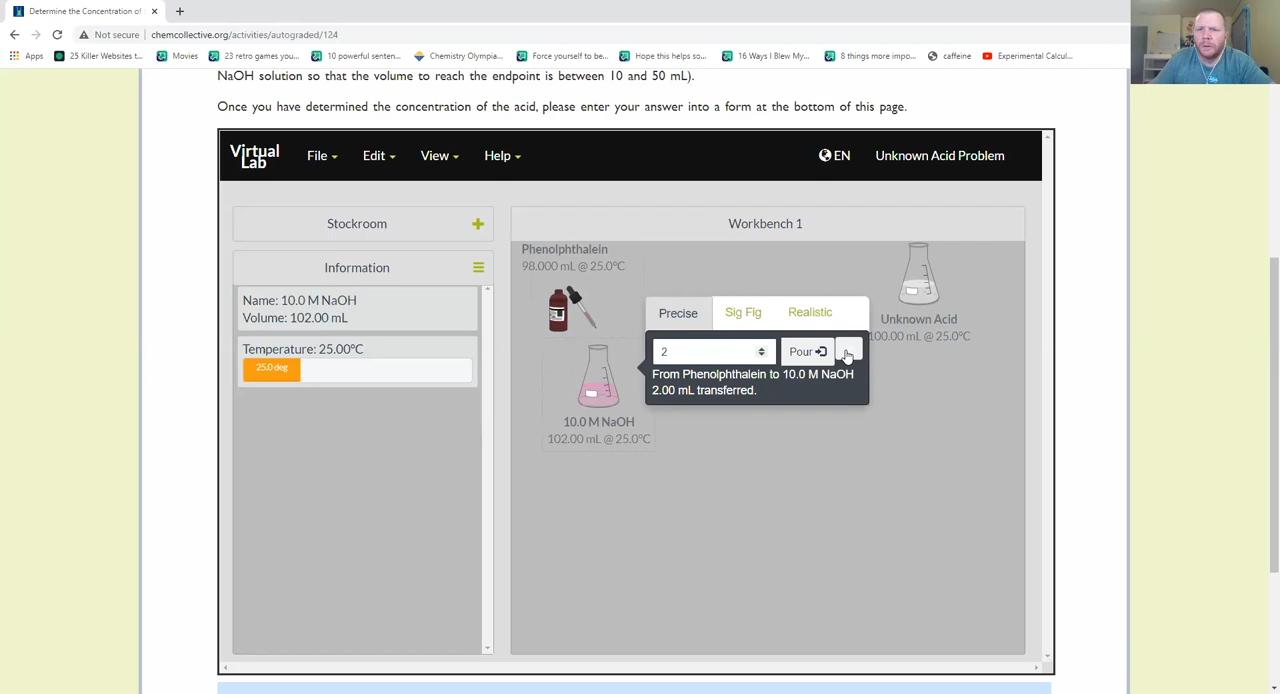 Determine the Concentration of
Not secure
chemcollective.org/activities/autograded/124
Apps
25 Killer Websites t...
Movies
23 retro games you...
10 powerful senten...
Chemistry Olympia...
Force yourself to be...
Hope this helps so...
16 Ways I Blew My...
8 things more impo...
caffeine
Experimental Calcul...
NaOH solution so that the volume to reach the endpoint is between 10 and 50 mL).
Once you have determined the concentration of the acid, please enter your answer into a form at the bottom of this page.
Virtual
Lab
File
Edit
View
Help
EN
Unknown Acid Problem
Stockroom
Workbench 1
Information
Name: 10.0 M NaOH
Volume: 102.00 mL
Temperature: 25.00°C
25.0 deg
Phenolphthalein
98.000 mL @ 25.0°C
Precise
Sig Fig
Realistic
2
Pour
From Phenolphthalein to 10.0 M NaOH
2.00 mL transferred.
Unknown Acid
100.00 mL @ 25.0°C
10.0 M NaOH
102.00 mL @ 25.0°C